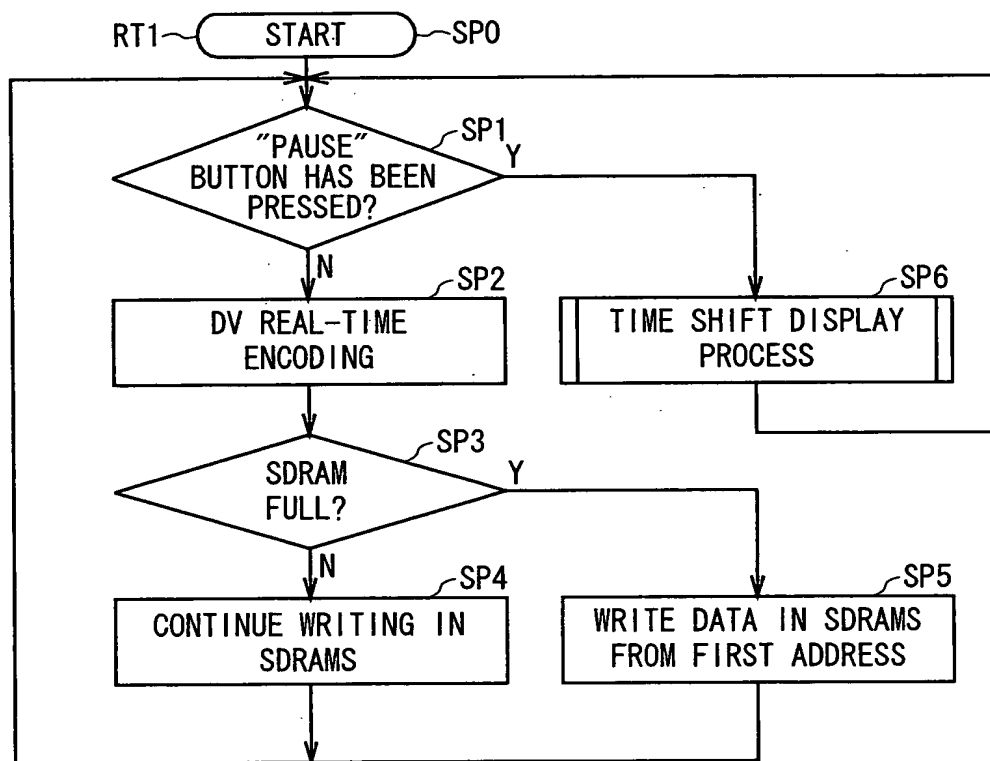 RT1 START SP0
SP1
"PAUSE"
BUTTON HAS BEEN
PRESSED?
Y
N
SP2
DV REAL-TIME
ENCODING
SP6
TIME SHIFT DISPLAY
PROCESS
SP3
SDRAM
FULL?
Y
N
SP4
CONTINUE WRITING IN
SDRAMS
SP5
WRITE DATA IN SDRAMS
FROM FIRST ADDRESS